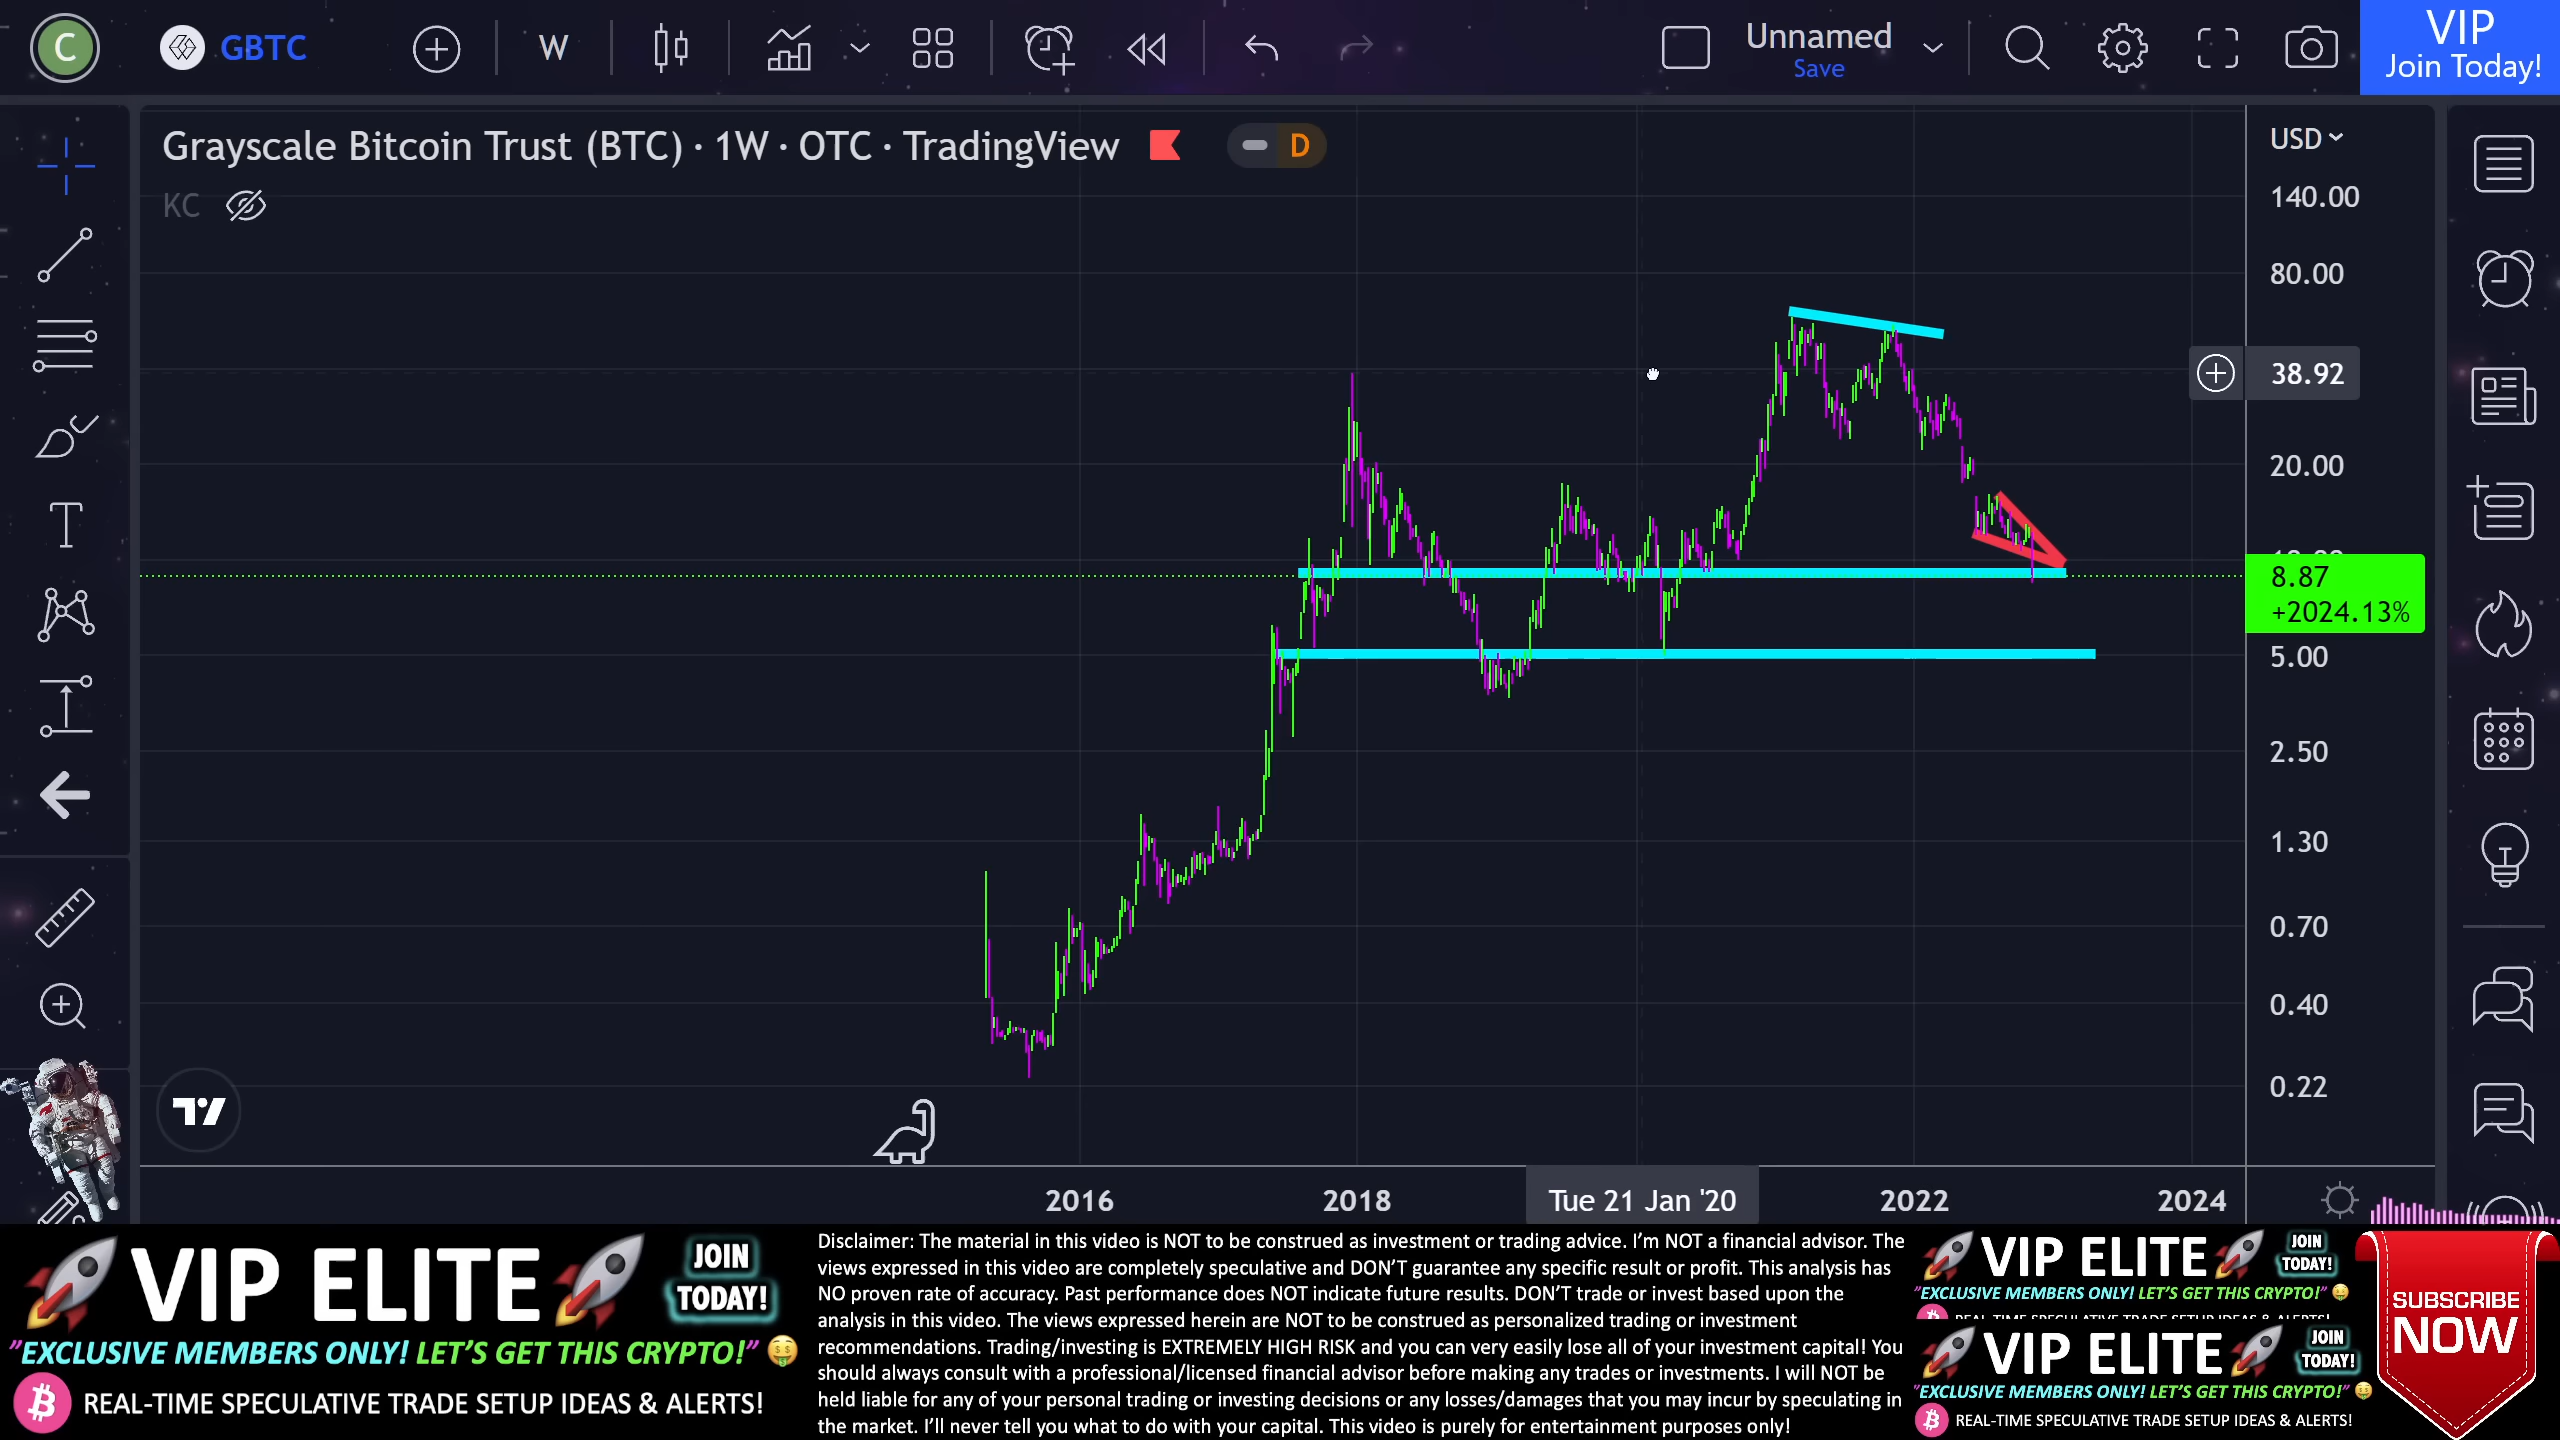 C
GBTC
W
Unnamed
Save
VIP
Join Today!
Grayscale Bitcoin Trust (BTC) · 1W · OTC · TradingView
D
KC
USD
140.00
80.00
38.92
20.00
8.87
+2024.13%
5.00
2.50
1.30
0.70
0.40
0.22
2016
2018
Tue 21 Jan '20
2022
2024
VIP ELITE
JOIN
TODAY!
"EXCLUSIVE MEMBERS ONLY! LET'S GET THIS CRYPTO!"
REAL-TIME SPECULATIVE TRADE SETUP IDEAS & ALERTS!
Disclaimer: The material in this video is NOT to be construed as investment or trading advice. I'm NOT a financial advisor. The
views expressed in this video are completely speculative and DON'T guarantee any specific result or profit. This analysis has
NO proven rate of accuracy. Past performance does NOT indicate future results. DON'T trade or invest based upon the
analysis in this video. The views expressed herein are NOT to be construed as personalized trading or investment
recommendations. Trading/investing is EXTREMELY HIGH RISK and you can very easily lose all of your investment capital! You
should always consult with a professional/licensed financial advisor before making any trades or investments. I will NOT be
held liable for any of your personal trading or investing decisions or any losses/damages that you may incur by speculating in
the market. I'll never tell you what to do with your capital. This video is purely for entertainment purposes only!
VIP ELITE
JOIN
TODAY!
"EXCLUSIVE MEMBERS ONLY! LET'S GET THIS CRYPTO!"
VIP ELITE
JOIN
TODAY!
"EXCLUSIVE MEMBERS ONLY! LET'S GET THIS CRYPTO!"
REAL-TIME SPECULATIVE TRADE SETUP IDEAS & ALERTS!
SUBSCRIBE
NOW